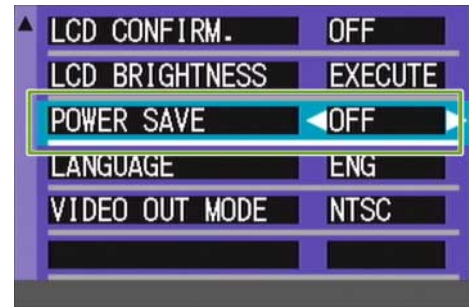 LCD CONFIRM. OFF
LCD BRIGHTNESS EXECUTE
POWER SAVE OFF
LANGUAGE ENG
VIDEO OUT MODE NTSC